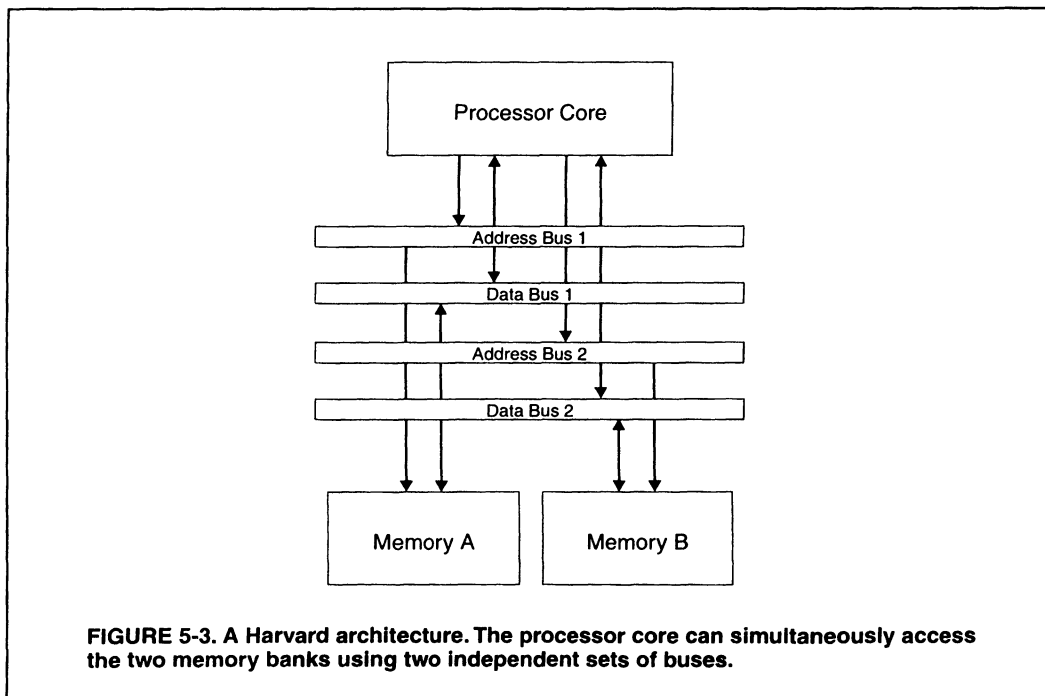 Processor Core
Address Bus 1
Data Bus 1
Address Bus 2
Data Bus 2
Memory A
Memory B
FIGURE 5-3. A Harvard architecture. The processor core can simultaneously access
the two memory banks using two independent sets of buses.